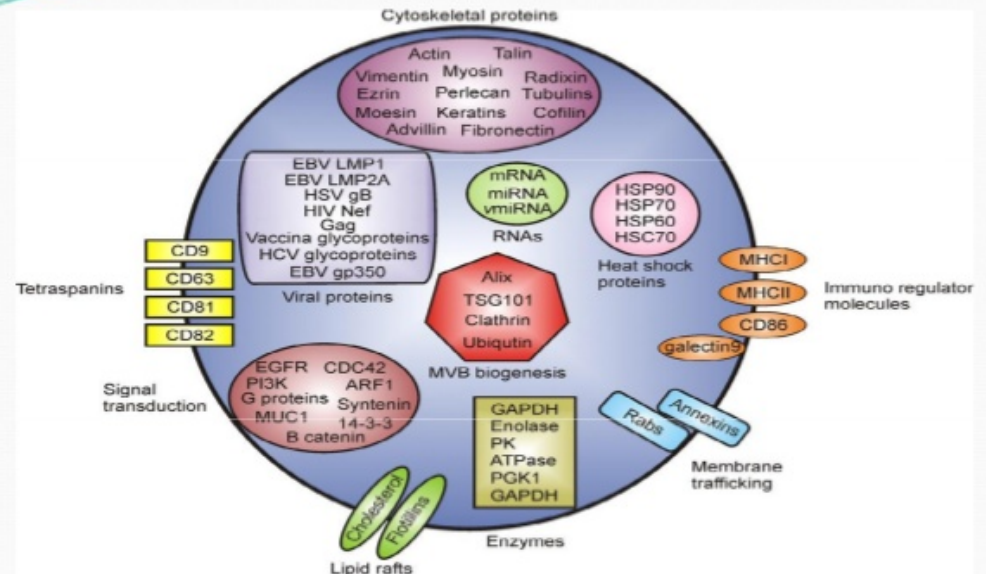 Cytoskeletal proteins
Actin Talin
Vimentin Myosin Radixin
Ezrin Perlecan Tubulins
Moesin Keratins Cofilin
Advillin Fibronectin
EBV LMP1
EBV LMP2A
HSV gB
HIV Nef
Gag
Vaccina glycoproteins
HCV glycoproteins
EBV gp350
Viral proteins
mRNA
miRNA
vmiRNA
RNAs
HSP90
HSP70
HSP60
HSC70
Heat shock
proteins
Tetraspanins
CD9
CD63
CD81
CD82
Alix
TSG101
Clathrin
Ubiqutin
MVB biogenesis
MHCI
MHCII
CD86
galectin9
Immuno regulator
molecules
Signal
transduction
EGFR CDC42
PI3K ARF1
G proteins Syntenin
MUC1 14-3-3
B catenin
GAPDH
Enolase
PK
ATPase
PGK1
GAPDH
Enzymes
Rabs
Annexins
Membrane
trafficking
Cholesterol
Flotillins
Lipid rafts